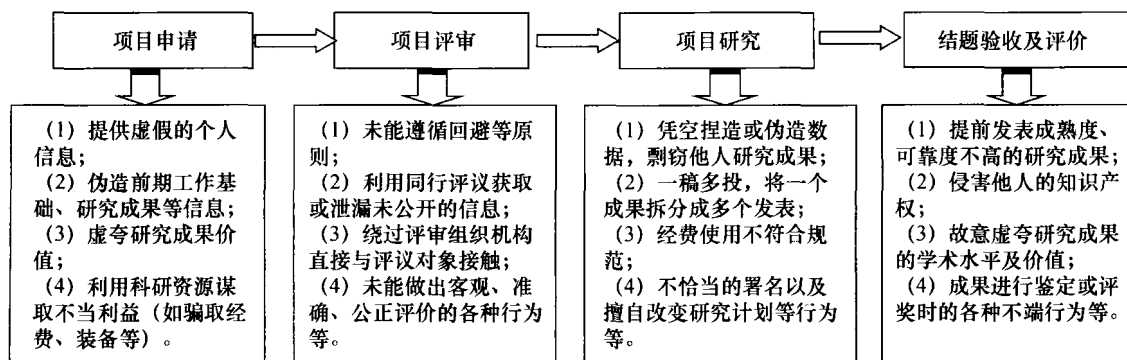 项目申请
项目评审
项目研究
结题验收及评价
（1）提供虚假的个人
信息；
（2）伪造前期工作基
础、研究成果等信息；
（3）虚夸研究成果价
值；
（4）利用科研资源谋
取不当利益（如骗取经
费、装备等）。
（1）未能遵循回避等原
则；
（2）利用同行评议获取
或泄漏未公开的信息；
（3）绕过评审组织机构
直接与评议对象接触；
（4）未能做出客观、准
确、公正评价的各种行为
等。
（1）凭空捏造或伪造数
据，剽窃他人研究成果；
（2）一稿多投，将一个
成果拆分成多个发表；
（3）经费使用不符合规
范；
（4）不恰当的署名以及
擅自改变研究计划等行为
等。
（1）提前发表成熟度、
可靠度不高的研究成果；
（2）侵害他人的知识产
权；
（3）故意虚夸研究成果
的学术水平及价值；
（4）成果进行鉴定或评
奖时的各种不端行为等。